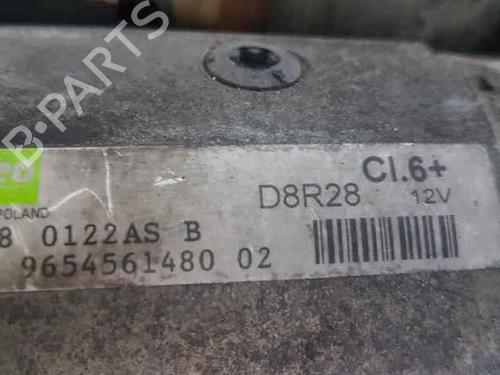 B-PARTS
Cl.6+
D8R28 12V
POLAND
8 0122AS B
9654561480 02